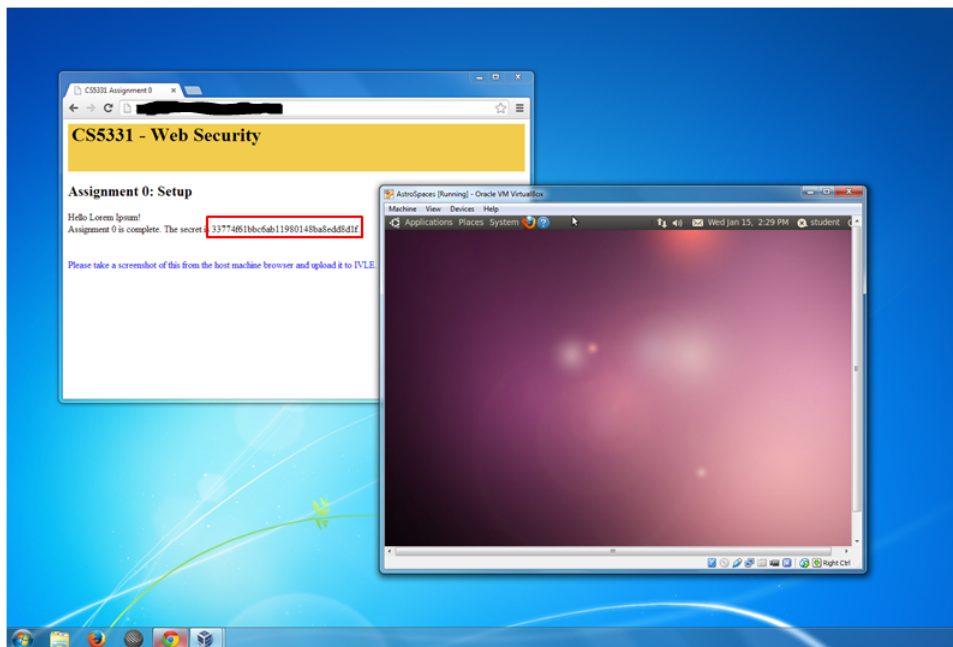 CS5331 Assignment 0
CS5331 - Web Security
Assignment 0: Setup
Hello Lorem Ipsum!
Assignment 0 is complete. The secret is 33774f61bbc6ab11980148ba8edd8d1f.
Please take a screenshot of this from the host machine browser and upload it to IVLE.
AstroSpaces [Running] - Oracle VM VirtualBox
Machine View Devices Help
Applications Places System
Wed Jan 15, 2:29 PM
student
Right Ctrl